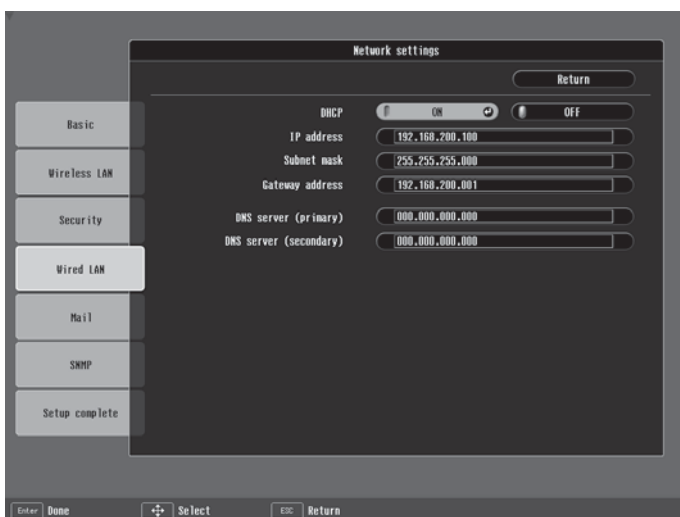 Network settings
Return
Basic
Wireless LAN
Security
Wired LAN
Mail
SNMP
Setup complete
DHCP ON OFF
IP address 192.168.200.100
Subnet mask 255.255.255.000
Gateway address 192.168.200.001
DNS server (primary) 000.000.000.000
DNS server (secondary) 000.000.000.000
Enter Done Select ESC Return